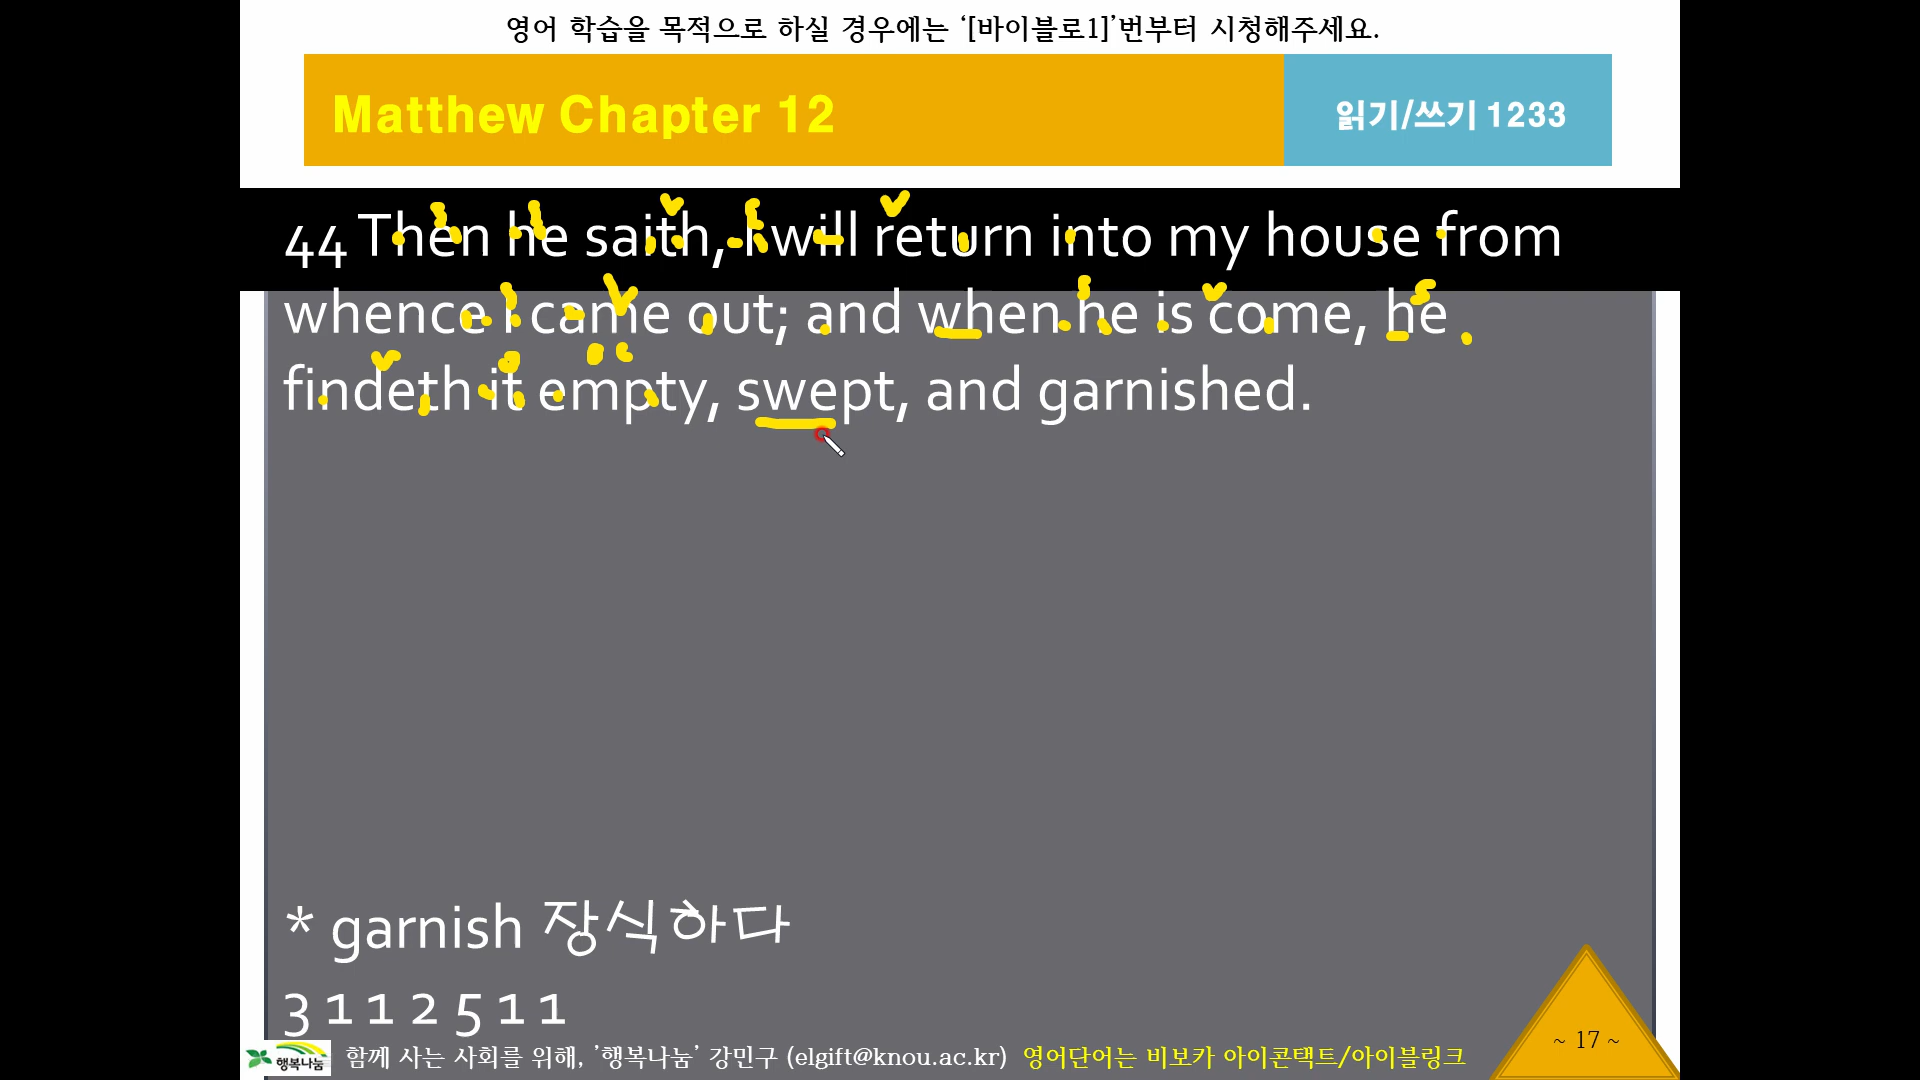 영어 학습을 목적으로 하실 경우에는 ‘[바이블로1]’번부터 시청해주세요.
Matthew Chapter 12
읽기/쓰기 1233
44 Then he saith, I will return into my house from
whence I came out; and when he is come, he
findeth it empty, swept, and garnished.
* garnish 장식하다
3 1 1 2 5 1 1
~ 17 ~
행복나눔
함께 사는 사회를 위해, ’행복나눔’ 강민구 (elgift@knou.ac.kr) 영어단어는 비보카 아이콘택트/아이블링크